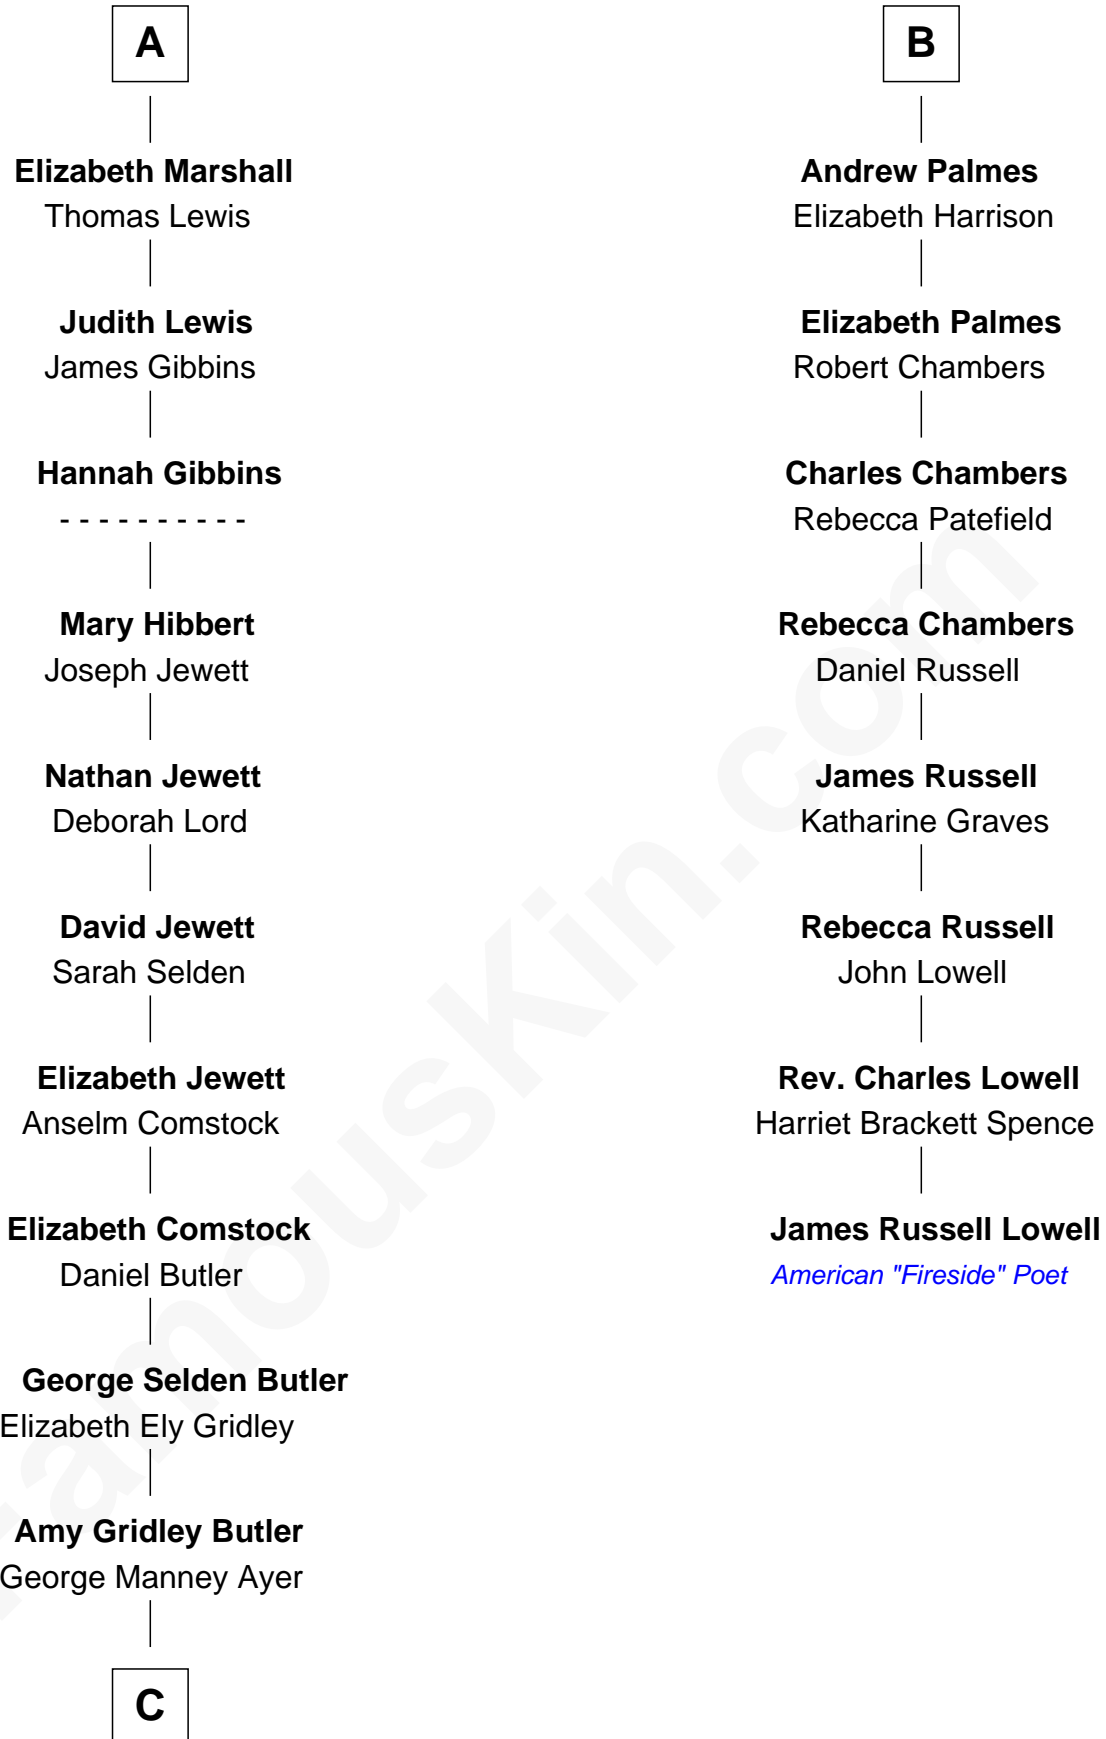 A
Elizabeth Marshall
Thomas Lewis
Judith Lewis
James Gibbins
Hannah Gibbins
- - - - - - - - - -
Mary Hibbert
Joseph Jewett
Nathan Jewett
Deborah Lord
David Jewett
Sarah Selden
Elizabeth Jewett
Anselm Comstock
Elizabeth Comstock
Daniel Butler
George Selden Butler
Elizabeth Ely Gridley
Amy Gridley Butler
George Manney Ayer
C
B
Andrew Palmes
Elizabeth Harrison
Elizabeth Palmes
Robert Chambers
Charles Chambers
Rebecca Patefield
Rebecca Chambers
Daniel Russell
James Russell
Katharine Graves
Rebecca Russell
John Lowell
Rev. Charles Lowell
Harriet Brackett Spence
James Russell Lowell
American "Fireside" Poet
FamousKin.com